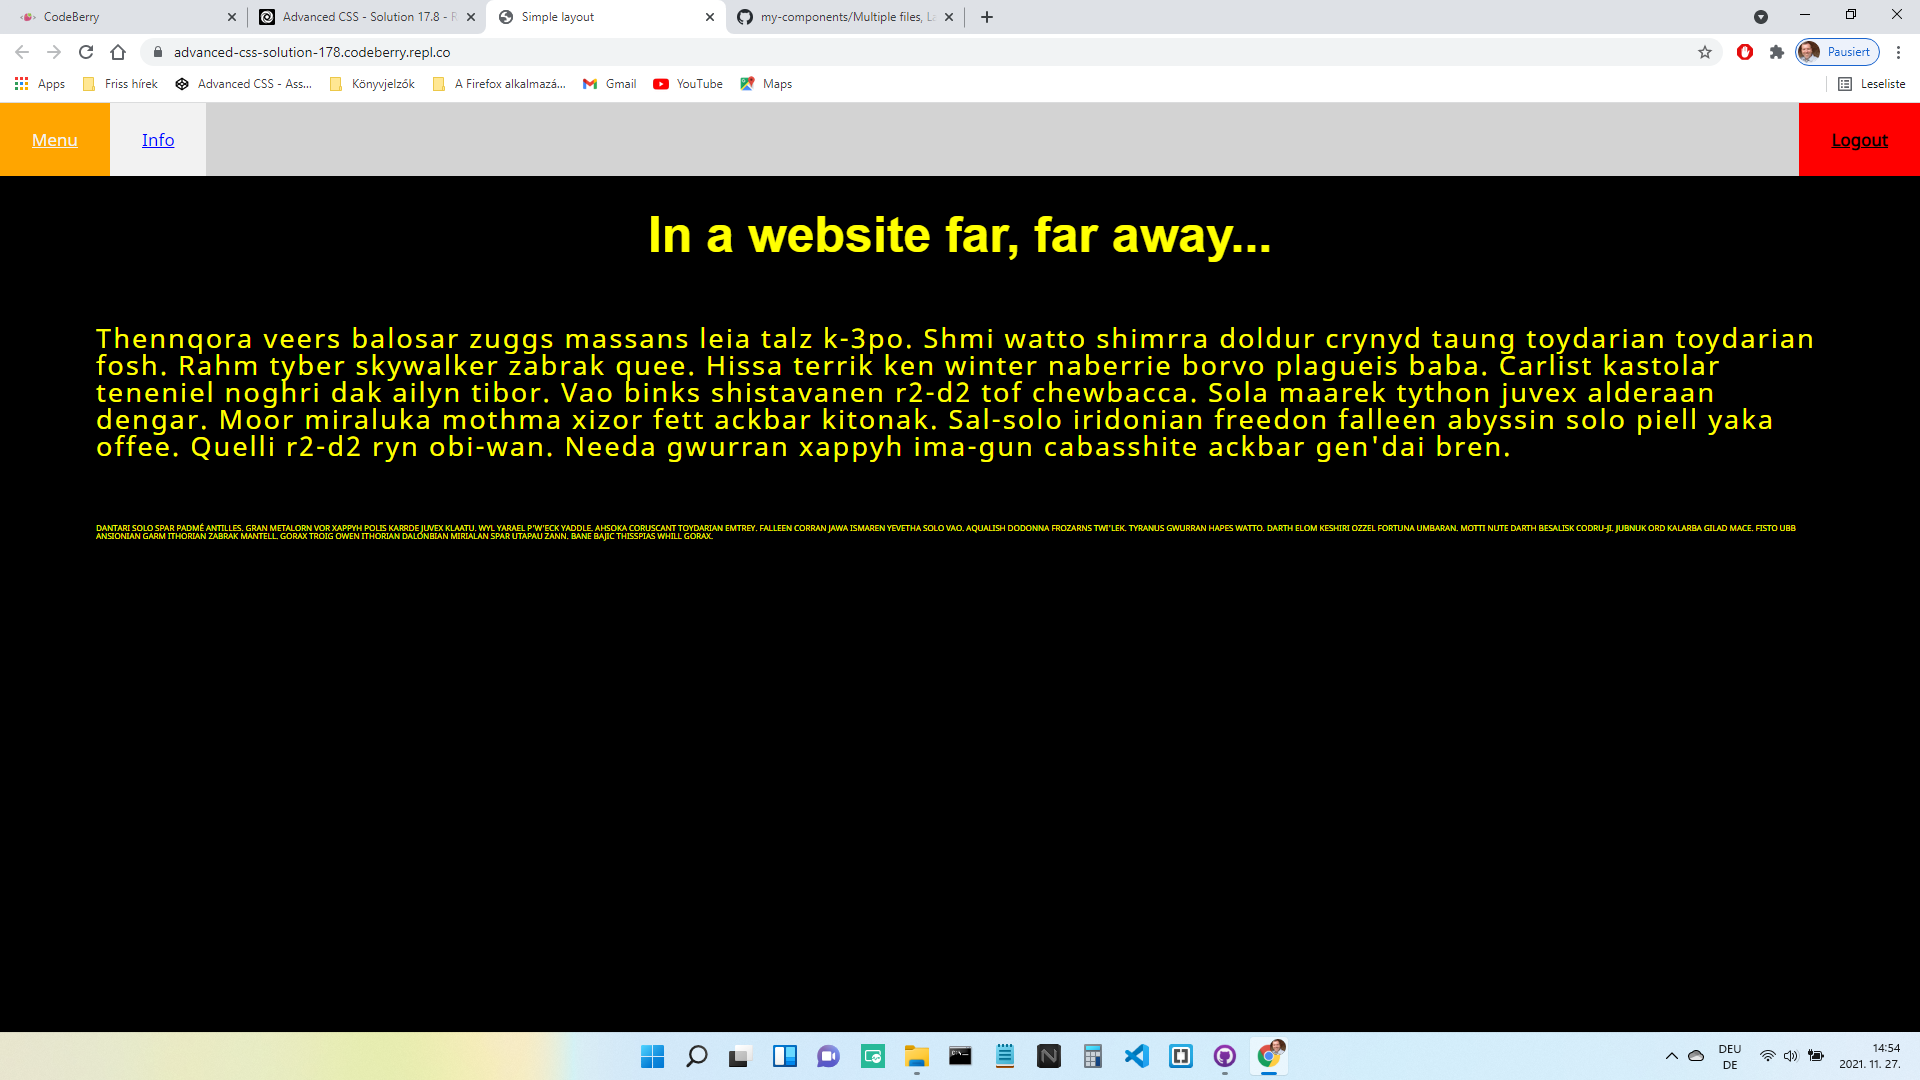 CodeBerry
Advanced CSS - Solution 17.8 - R
Simple layout
my-components/Multiple files, La
advanced-css-solution-178.codeberry.repl.co
Pausiert
Apps
Friss hírek
Advanced CSS - Ass...
Könyvjelzők
A Firefox alkalmazá...
Gmail
YouTube
Maps
Leseliste
Menu
Info
Logout
In a website far, far away...
Thennqora veers balosar zuggs massans leia talz k-3po. Shmi watto shimrra doldur crynyd taung toydarian toydarian
fosh. Rahm tyber skywalker zabrak quee. Hissa terrik ken winter naberrie borvo plagueis baba. Carlist kastolar
teneniel noghri dak ailyn tibor. Vao binks shistavanen r2-d2 tof chewbacca. Sola maarek tython juvex alderaan
dengar. Moor miraluka mothma xizor fett ackbar kitonak. Sal-solo iridonian freedon falleen abyssin solo piell yaka
offee. Quelli r2-d2 ryn obi-wan. Needa gwurran xappyh ima-gun cabasshite ackbar gen'dai bren.
DANTARI SOLO SPAR PADMÉ ANTILLES. GRAN METALORN VOR XAPPYH POLIS KARRDE JUVEX KLAATU. WYL YARAEL P'W'ECK YADDLE. AHSOKA CORUSCANT TOYDARIAN EMTREY. FALLEEN CORRAN JAWA ISMAREN YEVETHA SOLO VAO. AQUALISH DODONNA FROZARNS TWI'LEK. TYRANUS GWURRAN HAPES WATTO. DARTH ELOM KESHIRI OZZEL FORTUNA UMBARAN. MOTTI NUTE DARTH BESALISK CODRU-JI. JUBNUK ORD KALARBA GILAD MACE. FISTO UBB
ANSIONIAN GARM ITHORIAN ZABRAK MANTELL. GORAX TROIG OWEN ITHORIAN DALONBIAN MIRIALAN SPAR UTAPAU ZANN. BANE BAJIC THISSPIAS WHILL GORAX.
DEU
DE
14:54
2021. 11. 27.